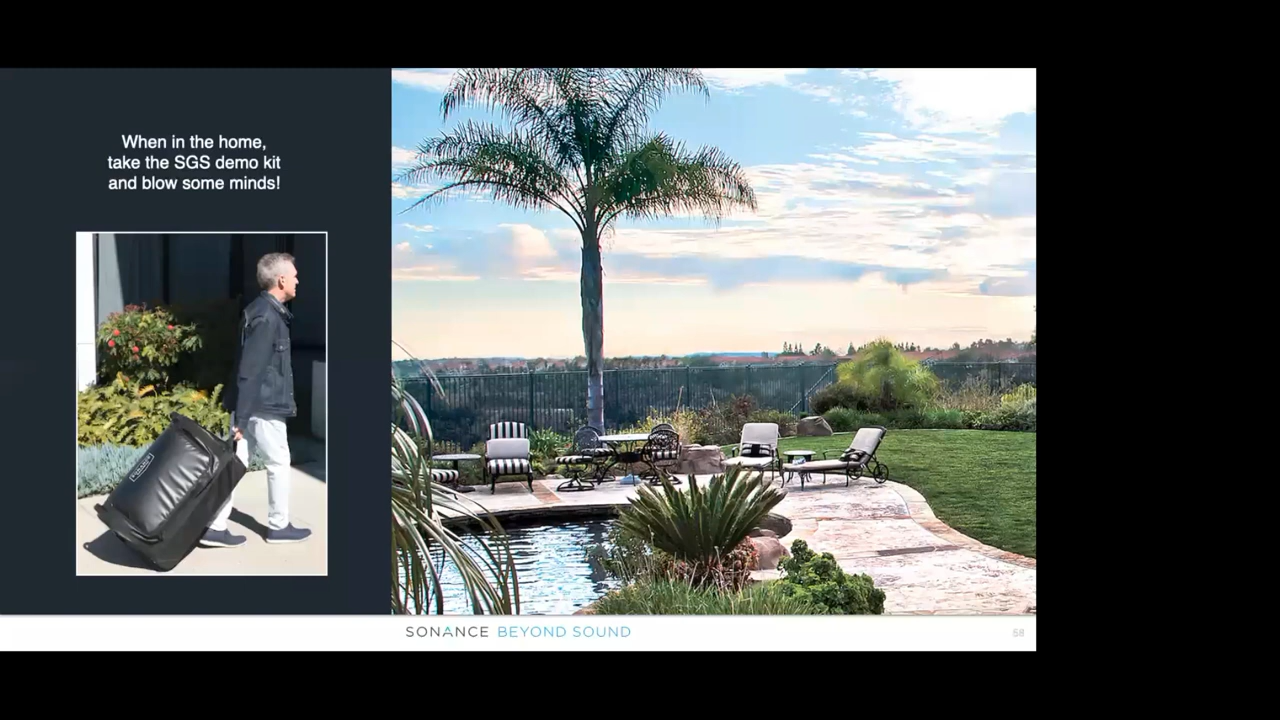 When in the home,
take the SGS demo kit
and blow some minds!
SONANCE BEYOND SOUND
58